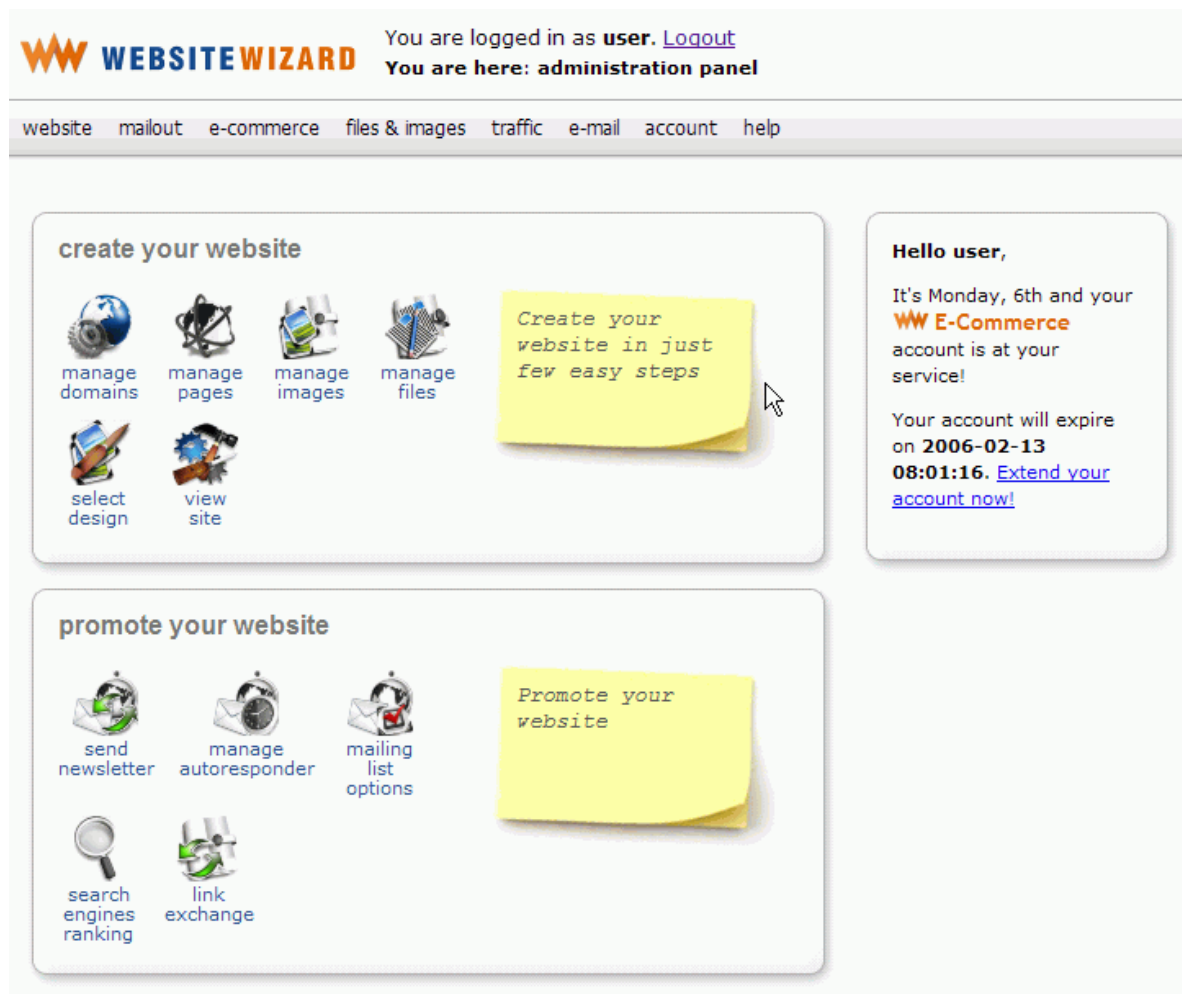 WEBSITEWIZARD
You are logged in as user. Logout
You are here: administration panel
website mailout e-commerce files & images traffic e-mail account help
create your website
manage domains
manage pages
manage images
manage files
select design
view site
Create your
website in just
few easy steps
Hello user,
It's Monday, 6th and your
E-Commerce
account is at your
service!
Your account will expire
on 2006-02-13
08:01:16. Extend your
account now!
promote your website
send
newsletter
manage
autoresponder
mailing
list
options
search
engines
ranking
link
exchange
Promote your
website